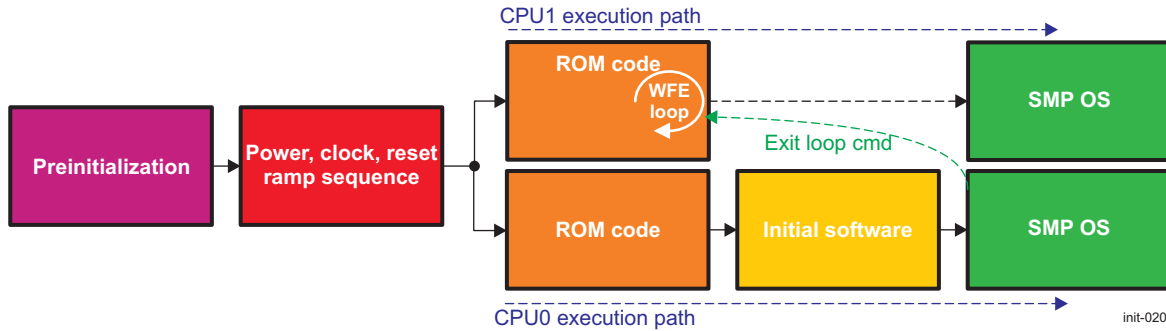 CPU1 execution path
ROM code
WFE
loop
SMP OS
Preinitialization
Power, clock, reset
ramp sequence
Exit loop cmd
ROM code
Initial software
SMP OS
CPU0 execution path
init-020